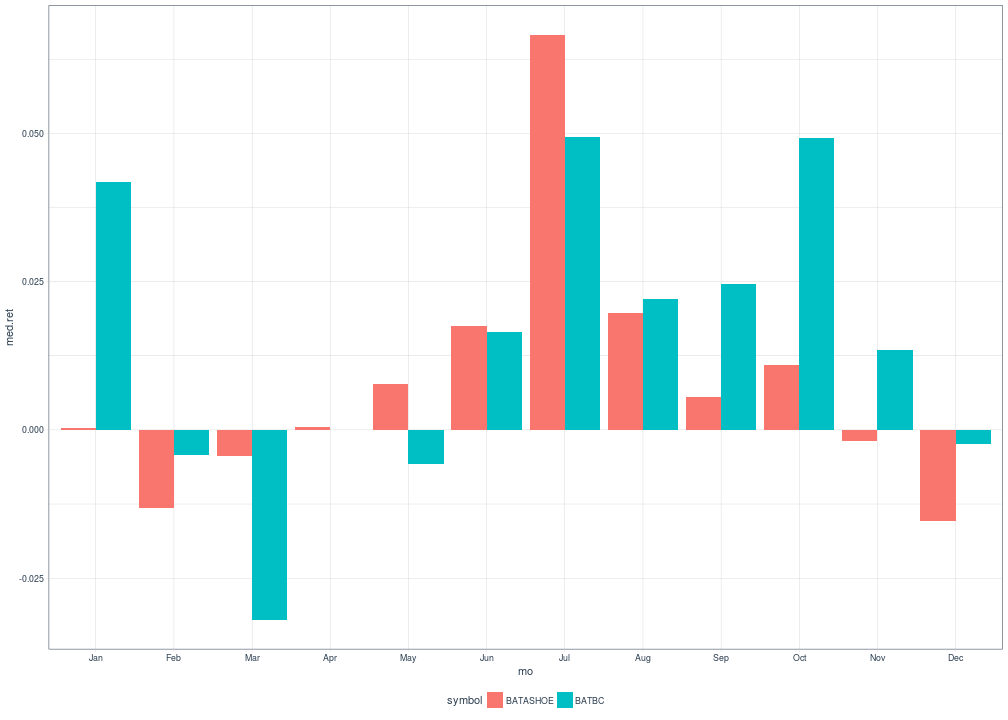 med.ret
0.050
0.025
0.000
-0.025
Jan Feb Mar Apr May Jun Jul Aug Sep Oct Nov Dec
mo
symbol BATASHOE BATBC